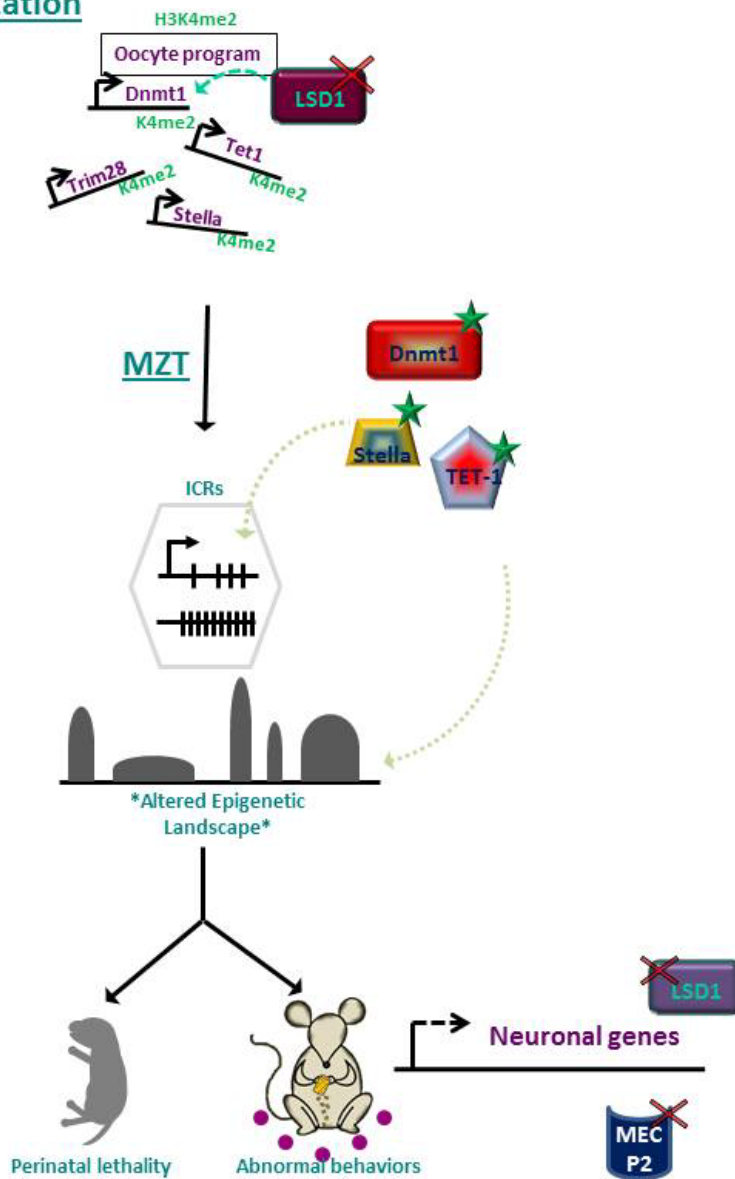 H3K4me2
Oocyte program
Dnmt1
LSD1
K4me2
Tet1
K4me2
Trim28
K4me2
Stella
K4me2
MZT
Dnmt1
Stella
TET-1
ICRs
*Altered Epigenetic
Landscape*
LSD1
Neuronal genes
MEC
P2
Perinatal lethality
Abnormal behaviors